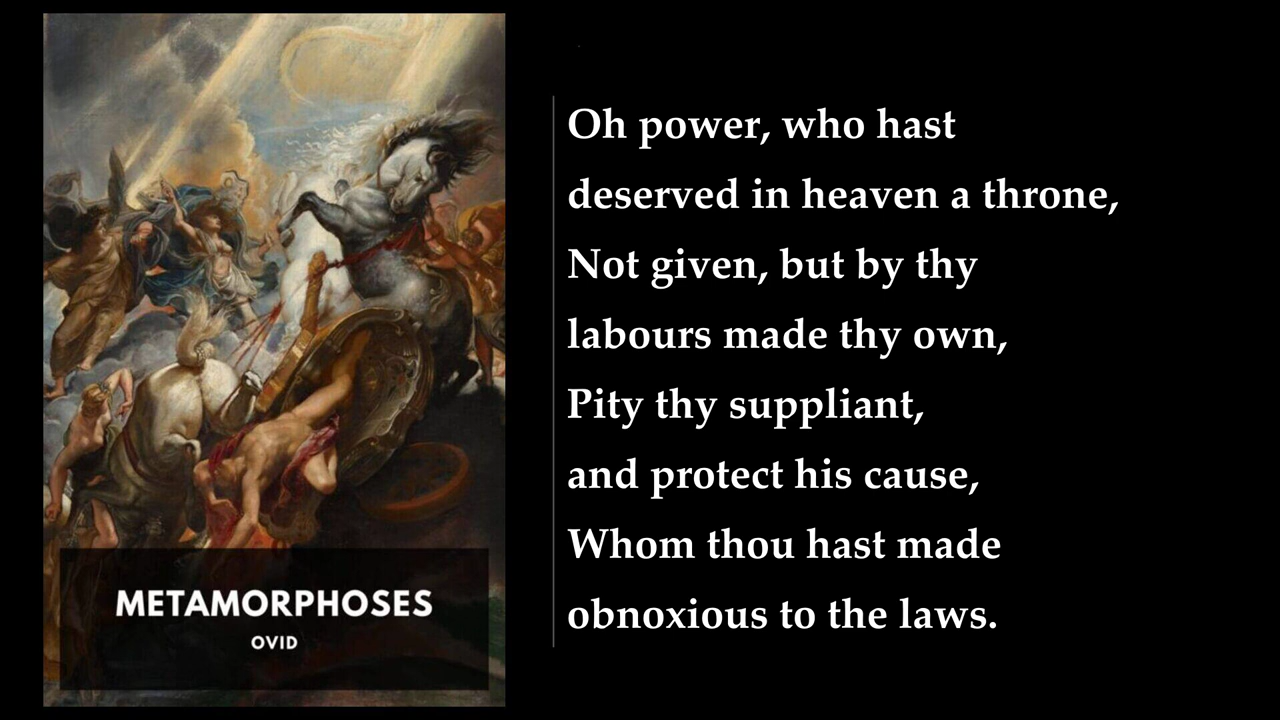 METAMORPHOSES
OVID
Oh power, who hast
deserved in heaven a throne,
Not given, but by thy
labours made thy own,
Pity thy suppliant,
and protect his cause,
Whom thou hast made
obnoxious to the laws.